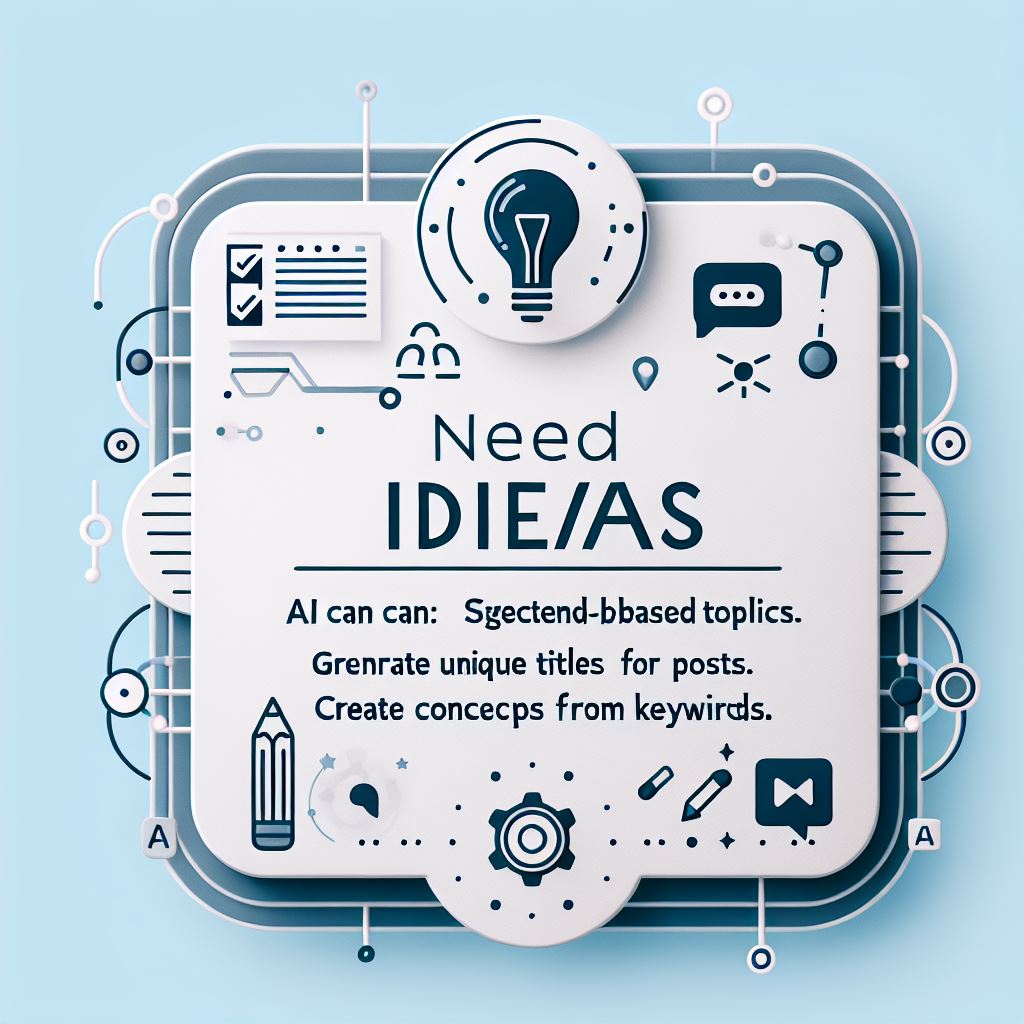 Need
IDIE/AS
AI can can: Sgectend-bbased toplics.
Grenrate unique titles for posts.
Create concecps from keywirds.
A
A